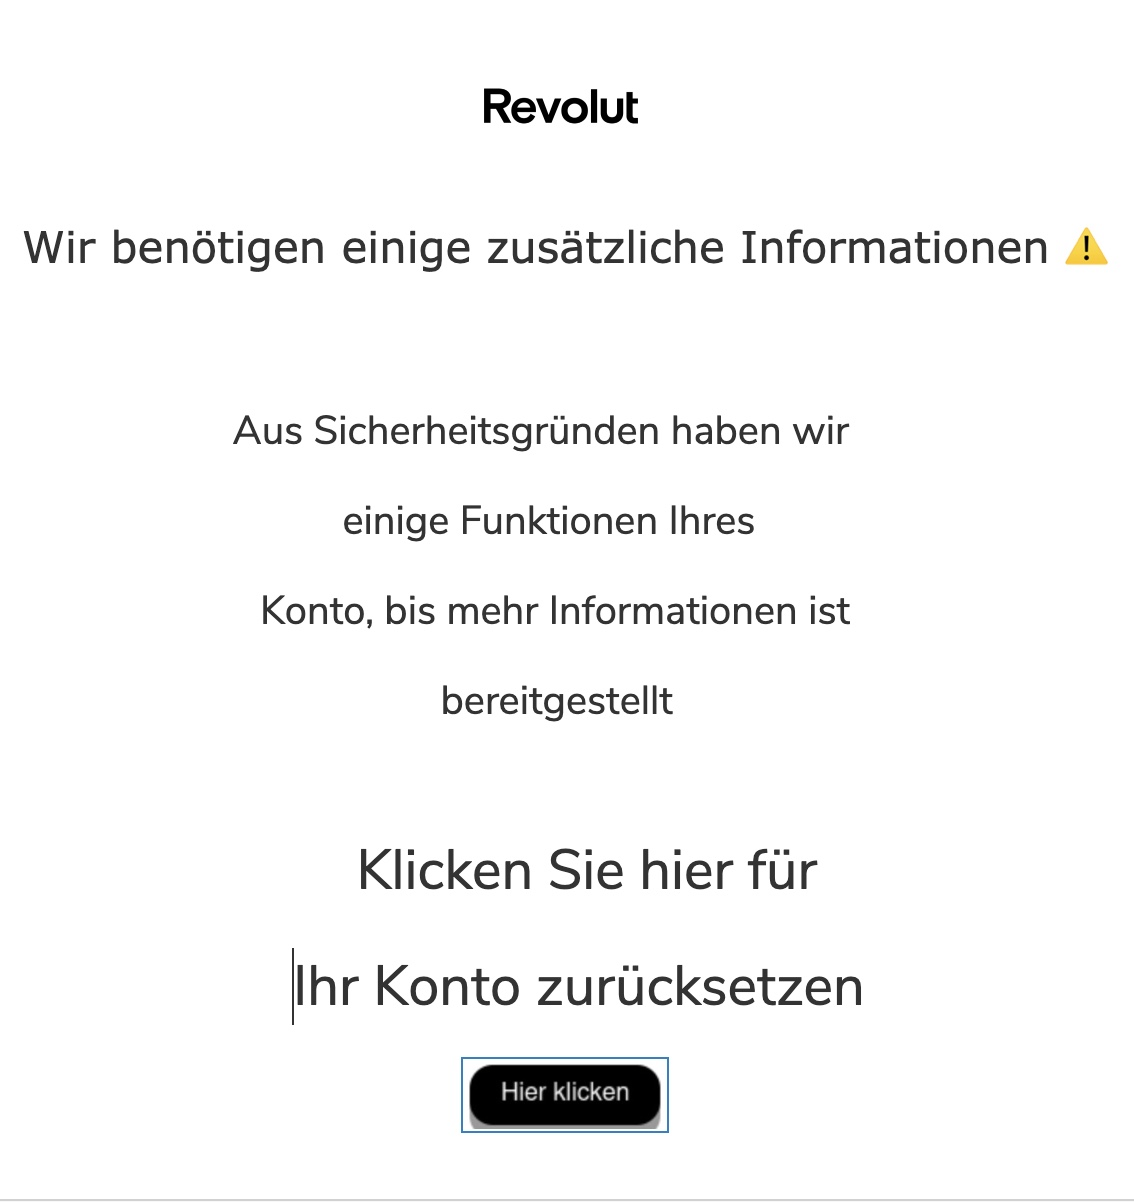 Revolut
Wir benötigen einige zusätzliche Informationen ⚠️
Aus Sicherheitsgründen haben wir
einige Funktionen Ihres
Konto, bis mehr Informationen ist
bereitgestellt
Klicken Sie hier für
Ihr Konto zurücksetzen
Hier klicken